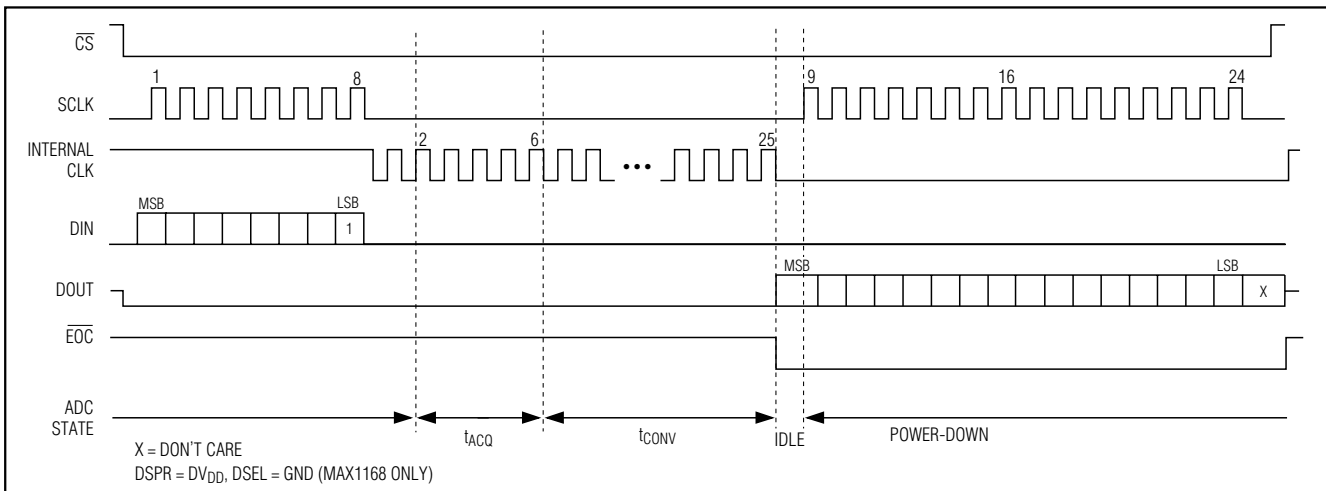 CS
1 8 9 16 24
SCLK
2 6 25
INTERNAL
CLK
•••
MSB LSB
DIN 1
MSB LSB
DOUT X
EOC
ADC
STATE
tACQ tCONV IDLE POWER-DOWN
X = DON'T CARE
DSPR = DVDD, DSEL = GND (MAX1168 ONLY)